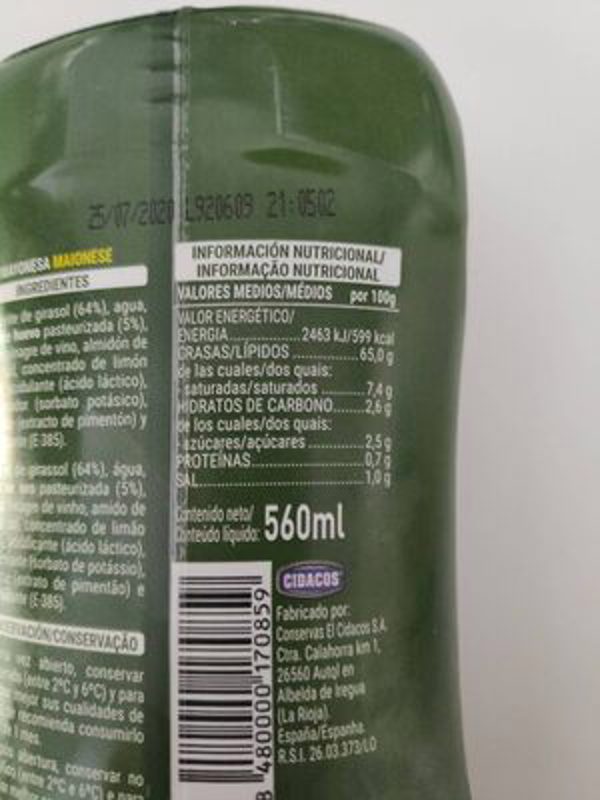 25/07/2020 L920609 21:0502
MAIONESE
INGREDIENTES
de girasol (64%), agua,
huevo pasteurizada (5%),
de vino, almidón de
concentrado de limón
(ácido láctico),
(sorbato potásico),
(extracto de pimentón) y
(E-385).
de girassol (64%), água,
pasteurizada (5%),
de vinho, amido de
concentrado de limão
(ácido láctico),
(sorbato de potássio),
de pimentão) e
(E-385).
CONSERVACIÓN/CONSERVAÇÃO
vez abierto, conservar
(entre 2ºC y 6ºC) y para
mejor sus cualidades de
recomienda consumirlo
mes.
abertura, conservar no
(entre 2ºC e 6ºC) e para
INFORMACIÓN NUTRICIONAL/
INFORMAÇÃO NUTRICIONAL
VALORES MEDIOS/MÉDIOS por 100g
VALOR ENERGÉTICO/
ENERGIA 2463 kJ/599 kcal
GRASAS/LÍPIDOS 65,0 g
de las cuales/dos quais:
saturadas/saturados 7,4 g
HIDRATOS DE CARBONO 2,6 g
de los cuales/dos quais:
azúcares/açúcares 2,5 g
PROTEÍNAS 0,7 g
SAL 1,0 g
Contenido neto/
Conteúdo líquido: 560ml
8 480000 170859
CIDACOS
Fabricado por:
Conservas El Cidacos S.A.
Ctra. Calahorra km 1,
26560 Autol en
Albelda de Iregua
(La Rioja).
España/Espanha.
R.S.I. 26.03.373/LO